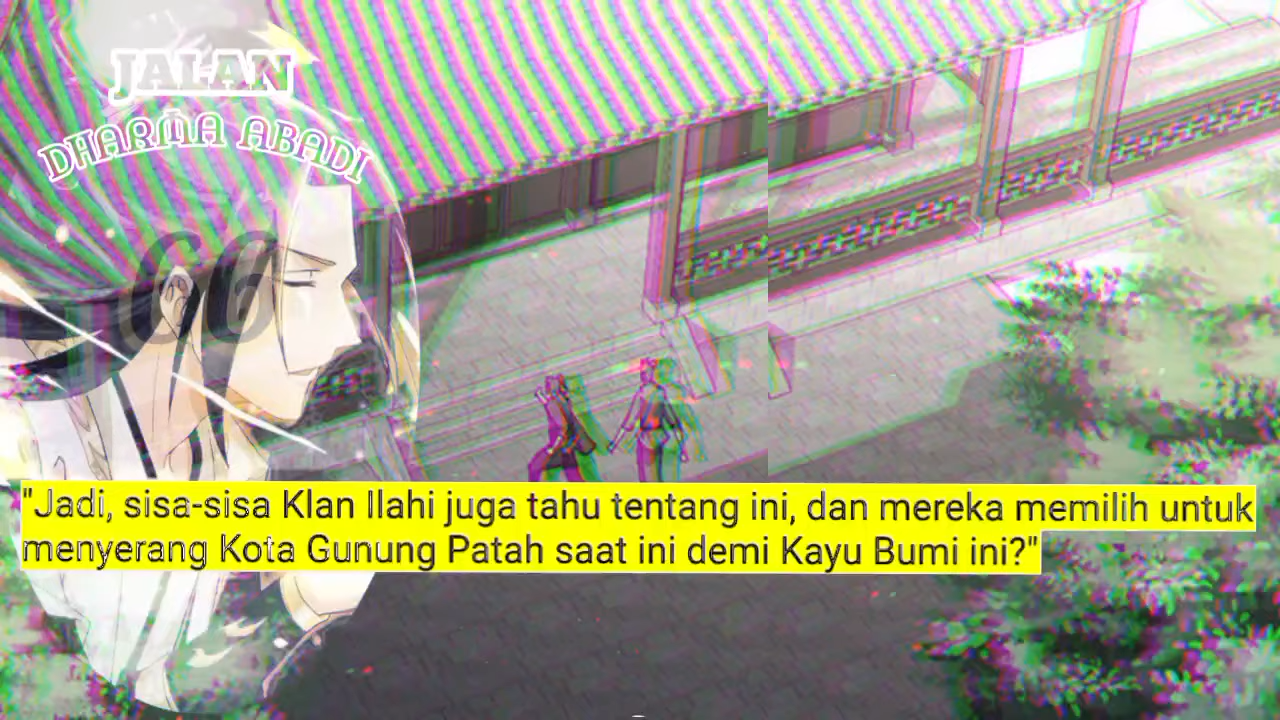 JALAN
DHARMA ABADI
66
"Jadi, sisa-sisa Klan Ilahi juga tahu tentang ini, dan mereka memilih untuk
menyerang Kota Gunung Patah saat ini demi Kayu Bumi ini?"